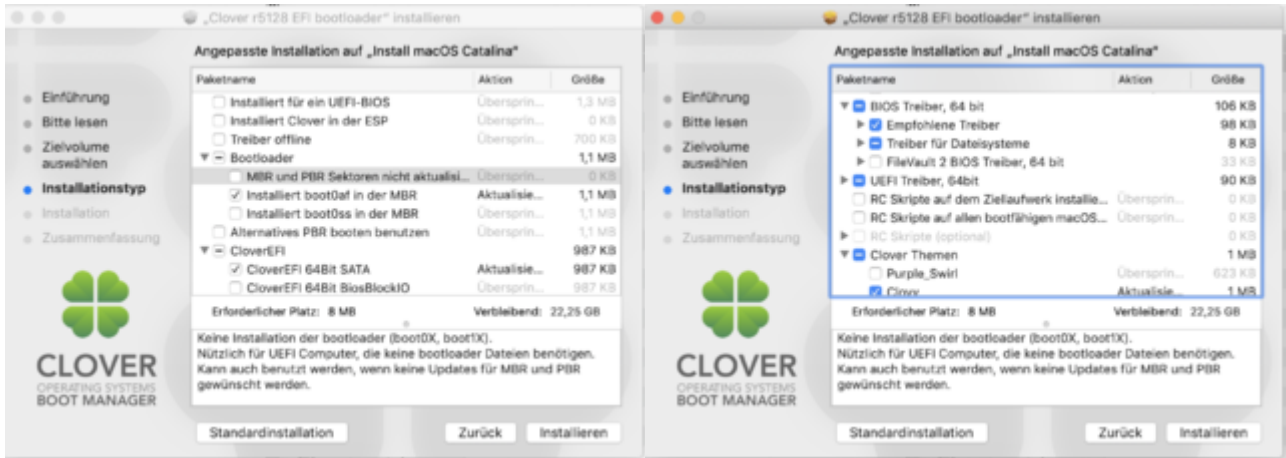 „Clover r5128 EFI bootloader“ installieren
Angepasste Installation auf „Install macOS Catalina“
Einführung
Bitte lesen
Zielvolume
auswählen
Installationstyp
Installation
Zusammenfassung
CLOVER
OPERATING SYSTEMS
BOOT MANAGER
Paketname Aktion Größe
Installiert für ein UEFI-BIOS Übersprin... 1,3 MB
Installiert Clover in der ESP Übersprin... 0 KB
Treiber offline Übersprin... 700 KB
Bootloader 1,1 MB
MBR und PBR Sektoren nicht aktualisi... Übersprin... 0 KB
Installiert boot0af in der MBR Aktualisie... 1,1 MB
Installiert boot0ss in der MBR Übersprin... 1,1 MB
Alternatives PBR booten benutzen Übersprin... 1,1 MB
CloverEFI 987 KB
CloverEFI 64Bit SATA Aktualisie... 987 KB
CloverEFI 64Bit BiosBlockIO Übersprin... 987 KB
Erforderlicher Platz: 8 MB Verbleibend: 22,25 GB
Keine Installation der bootloader (boot0X, boot1X).
Nützlich für UEFI Computer, die keine bootloader Dateien benötigen.
Kann auch benutzt werden, wenn keine Updates für MBR und PBR
gewünscht werden.
Standardinstallation Zurück Installieren
„Clover r5128 EFI bootloader“ installieren
Angepasste Installation auf „Install macOS Catalina“
Einführung
Bitte lesen
Zielvolume
auswählen
Installationstyp
Installation
Zusammenfassung
CLOVER
OPERATING SYSTEMS
BOOT MANAGER
Paketname Aktion Größe
BIOS Treiber, 64 bit 106 KB
Empfohlene Treiber 98 KB
Treiber für Dateisysteme 8 KB
FileVault 2 BIOS Treiber, 64 bit 33 KB
UEFI Treiber, 64bit 90 KB
RC Skripte auf dem Ziellaufwerk installie... Übersprin... 0 KB
RC Skripte auf allen bootfähigen macOS... Übersprin... 0 KB
RC Skripte (optional) 0 KB
Clover Themen 1 MB
Purple_Swirl Übersprin... 623 KB
Clovy Aktualisie... 1 MB
Erforderlicher Platz: 8 MB Verbleibend: 22,25 GB
Keine Installation der bootloader (boot0X, boot1X).
Nützlich für UEFI Computer, die keine bootloader Dateien benötigen.
Kann auch benutzt werden, wenn keine Updates für MBR und PBR
gewünscht werden.
Standardinstallation Zurück Installieren